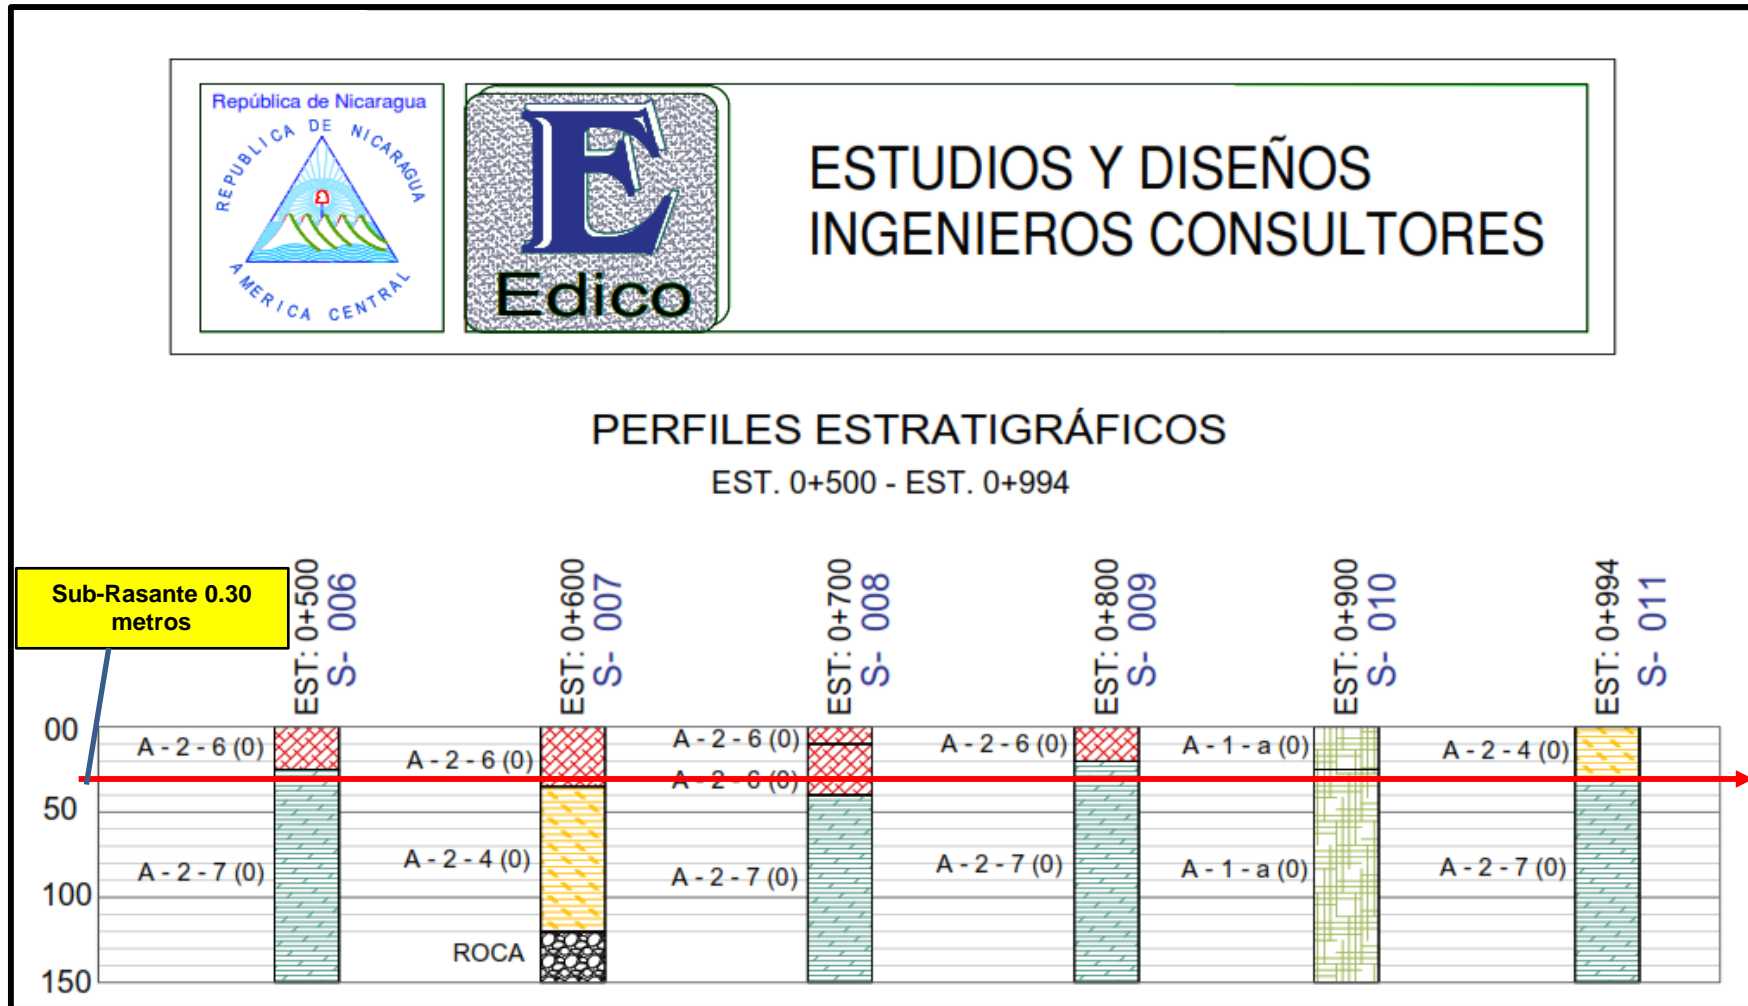 República de Nicaragua
REPUBLICA DE NICARAGUA
AMERICA CENTRAL
E
Edico
ESTUDIOS Y DISEÑOS
INGENIEROS CONSULTORES
PERFILES ESTRATIGRÁFICOS
EST. 0+500 - EST. 0+994
Sub-Rasante 0.30
metros
EST: 0+500
S- 006
EST: 0+600
S- 007
EST: 0+700
S- 008
EST: 0+800
S- 009
EST: 0+900
S- 010
EST: 0+994
S- 011
00
50
100
150
A - 2 - 6 (0)
A - 2 - 7 (0)
A - 2 - 6 (0)
A - 2 - 4 (0)
ROCA
A - 2 - 6 (0)
A - 2 - 6 (0)
A - 2 - 7 (0)
A - 2 - 6 (0)
A - 2 - 7 (0)
A - 1 - a (0)
A - 1 - a (0)
A - 2 - 4 (0)
A - 2 - 7 (0)